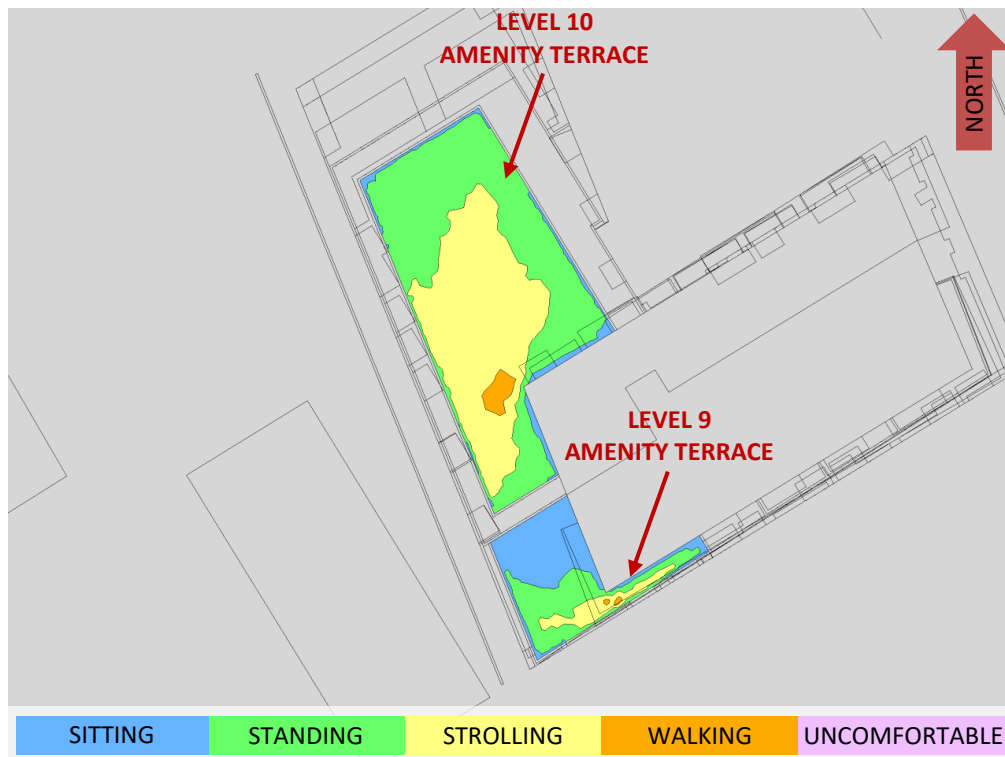 LEVEL 10
AMENITY TERRACE
NORTH
LEVEL 9
AMENITY TERRACE
SITTING
STANDING
STROLLING
WALKING
UNCOMFORTABLE